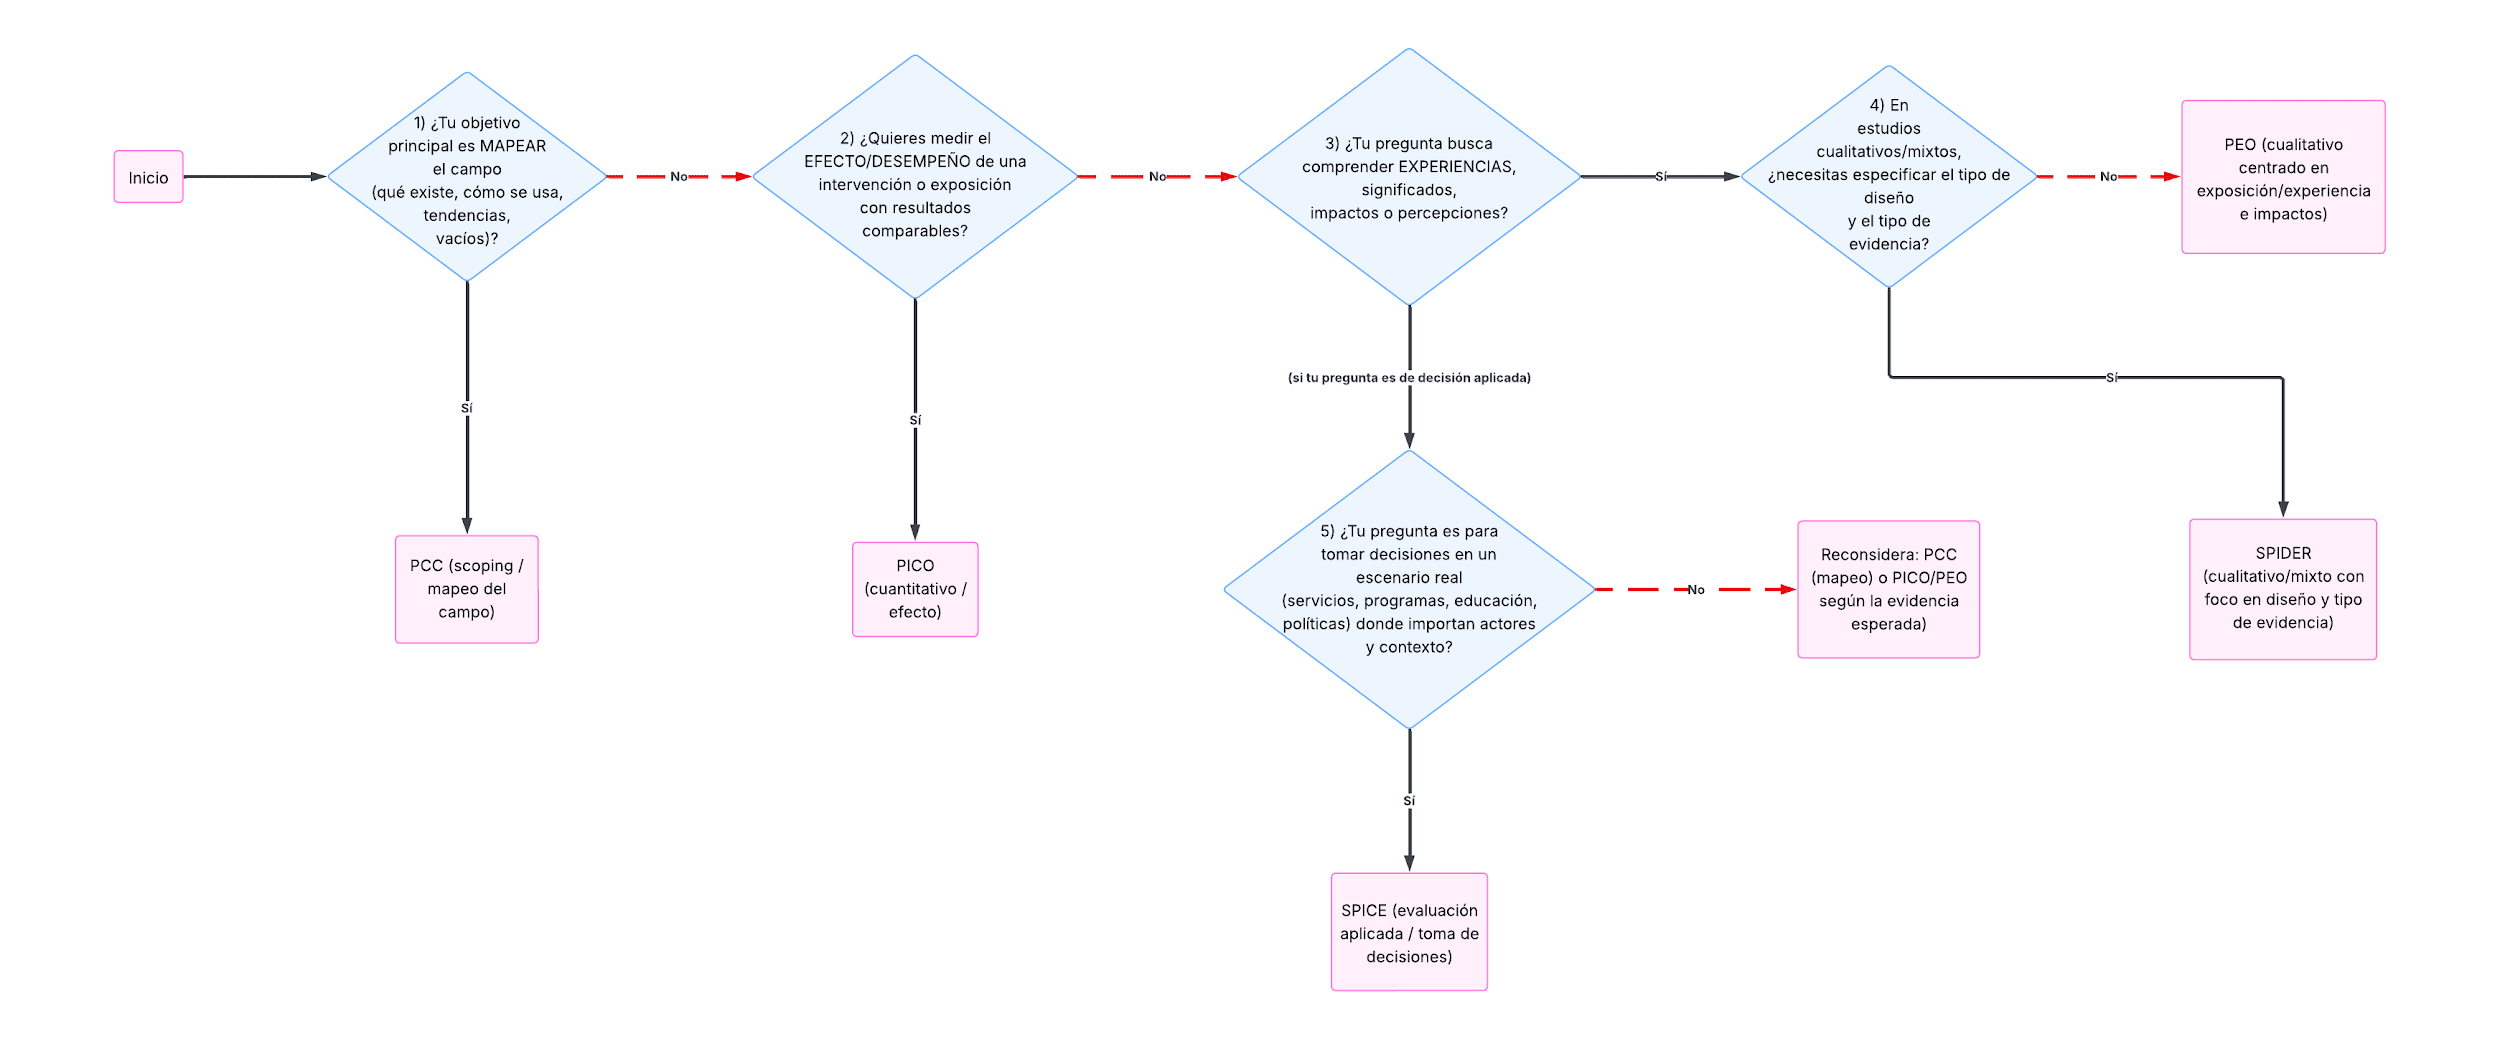 Inicio
1) ¿Tu objetivo
principal es MAPEAR
el campo
(qué existe, cómo se usa,
tendencias,
vacíos)?
No
2) ¿Quieres medir el
EFECTO/DESEMPEÑO de una
intervención o exposición
con resultados
comparables?
No
3) ¿Tu pregunta busca
comprender EXPERIENCIAS,
significados,
impactos o percepciones?
Sí
4) En
estudios
cualitativos/mixtos,
¿necesitas especificar el tipo de
diseño
y el tipo de
evidencia?
No
PEO (cualitativo
centrado en
exposición/experiencia
e impactos)
Sí
Sí
(si tu pregunta es de decisión aplicada)
Sí
PCC (scoping /
mapeo del
campo)
PICO
(cuantitativo /
efecto)
5) ¿Tu pregunta es para
tomar decisiones en un
escenario real
(servicios, programas, educación,
políticas) donde importan actores
y contexto?
No
Reconsidera: PCC
(mapeo) o PICO/PEO
según la evidencia
esperada)
SPIDER
(cualitativo/mixto con
foco en diseño y tipo
de evidencia)
Sí
SPICE (evaluación
aplicada / toma de
decisiones)